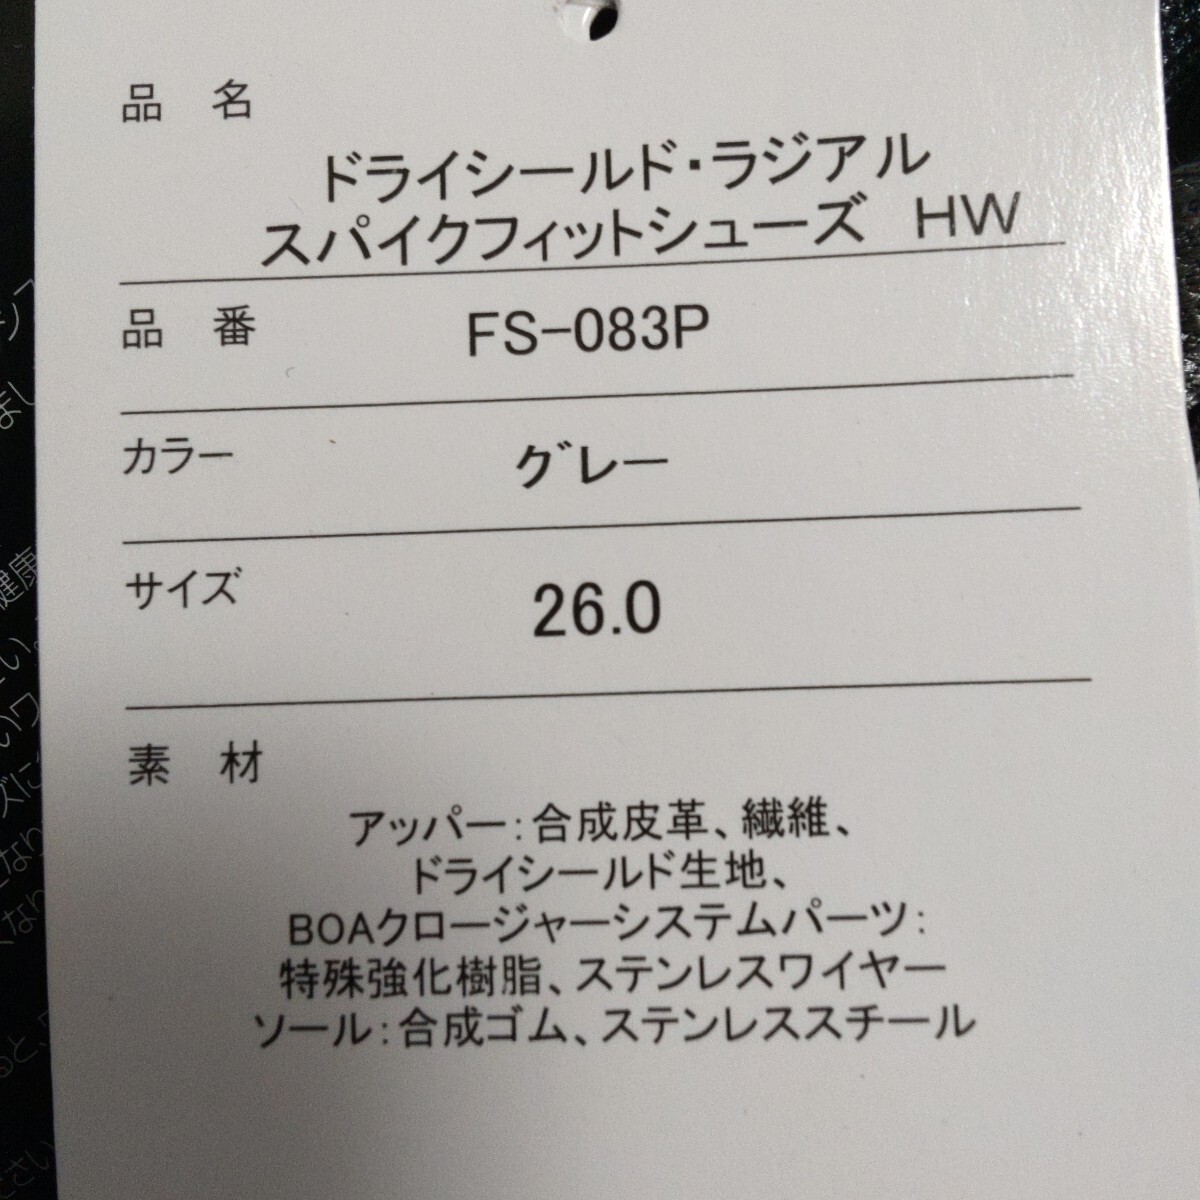 品 名
ドライシールド・ラジアル
スパイクフィットシューズ HW
品 番 FS-083P
カラー グレー
サイズ 26.0
素 材
アッパー：合成皮革、繊維、
ドライシールド生地、
BOAクロージャーシステムパーツ：
特殊強化樹脂、ステンレスワイヤー
ソール：合成ゴム、ステンレススチール
健康